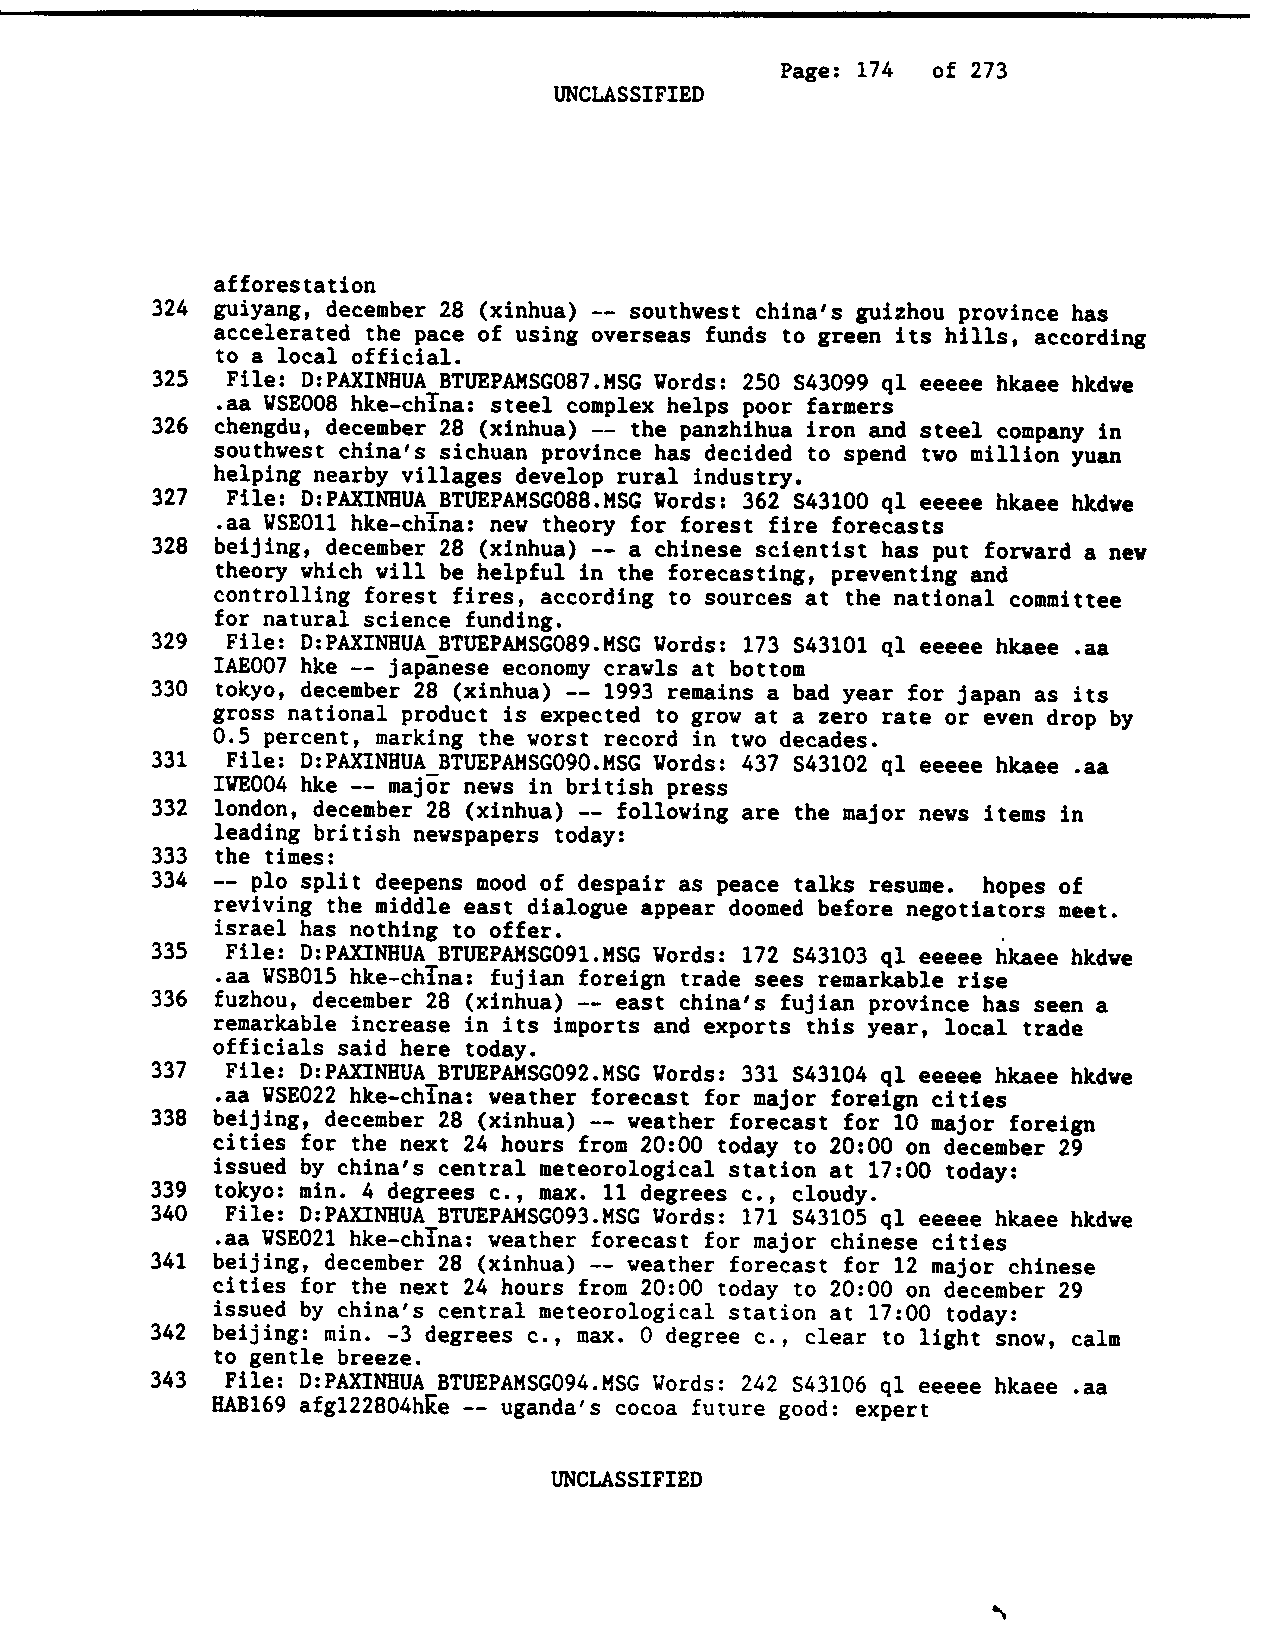 Page: 174 of 273
UNCLASSIFIED
afforestation
324 guiyang, december 28 (xinhua) -- southwest china's guizhou province has
accelerated the pace of using overseas funds to green its hills, according
to a local official.
325 File: D:PAXINHUA_BTUEPAMSG087.MSG Words: 250 S43099 ql eeeee hkaee hkdwe
.aa WSE008 hke-china: steel complex helps poor farmers
326 chengdu, december 28 (xinhua) -- the panzhihua iron and steel company in
southwest china's sichuan province has decided to spend two million yuan
helping nearby villages develop rural industry.
327 File: D:PAXINHUA_BTUEPAMSG088.MSG Words: 362 S43100 ql eeeee hkaee hkdwe
.aa WSE011 hke-china: new theory for forest fire forecasts
328 beijing, december 28 (xinhua) -- a chinese scientist has put forward a new
theory which will be helpful in the forecasting, preventing and
controlling forest fires, according to sources at the national committee
for natural science funding.
329 File: D:PAXINHUA_BTUEPAMSG089.MSG Words: 173 S43101 ql eeeee hkaee .aa
IAE007 hke -- japanese economy crawls at bottom
330 tokyo, december 28 (xinhua) -- 1993 remains a bad year for japan as its
gross national product is expected to grow at a zero rate or even drop by
0.5 percent, marking the worst record in two decades.
331 File: D:PAXINHUA_BTUEPAMSG090.MSG Words: 437 S43102 ql eeeee hkaee .aa
IWE004 hke -- major news in british press
332 london, december 28 (xinhua) -- following are the major news items in
leading british newspapers today:
333 the times:
334 -- plo split deepens mood of despair as peace talks resume. hopes of
reviving the middle east dialogue appear doomed before negotiators meet.
israel has nothing to offer.
335 File: D:PAXINHUA_BTUEPAMSG091.MSG Words: 172 S43103 ql eeeee hkaee hkdwe
.aa WSB015 hke-china: fujian foreign trade sees remarkable rise
336 fuzhou, december 28 (xinhua) -- east china's fujian province has seen a
remarkable increase in its imports and exports this year, local trade
officials said here today.
337 File: D:PAXINHUA_BTUEPAMSG092.MSG Words: 331 S43104 ql eeeee hkaee hkdwe
.aa WSE022 hke-china: weather forecast for major foreign cities
338 beijing, december 28 (xinhua) -- weather forecast for 10 major foreign
cities for the next 24 hours from 20:00 today to 20:00 on december 29
issued by china's central meteorological station at 17:00 today:
339 tokyo: min. 4 degrees c., max. 11 degrees c., cloudy.
340 File: D:PAXINHUA_BTUEPAMSG093.MSG Words: 171 S43105 ql eeeee hkaee hkdwe
.aa WSE021 hke-china: weather forecast for major chinese cities
341 beijing, december 28 (xinhua) -- weather forecast for 12 major chinese
cities for the next 24 hours from 20:00 today to 20:00 on december 29
issued by china's central meteorological station at 17:00 today:
342 beijing: min. -3 degrees c., max. 0 degree c., clear to light snow, calm
to gentle breeze.
343 File: D:PAXINHUA_BTUEPAMSG094.MSG Words: 242 S43106 ql eeeee hkaee .aa
HAB169 afg122804hke -- uganda's cocoa future good: expert
UNCLASSIFIED